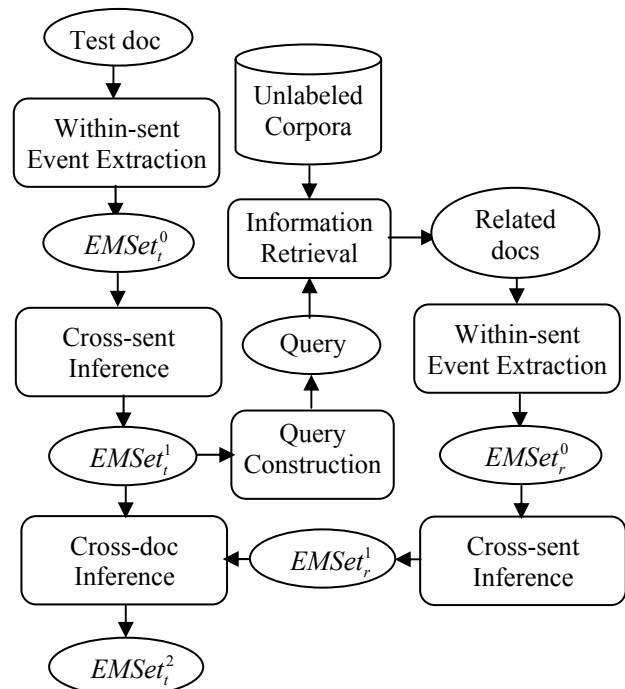 Test doc
Within-sent
Event Extraction
EMSet_t^0
Cross-sent
Inference
EMSet_t^1
Query
Construction
Query
Unlabeled
Corpora
Information
Retrieval
Related
docs
Within-sent
Event Extraction
EMSet_r^0
Cross-sent
Inference
EMSet_r^1
Cross-doc
Inference
EMSet_t^2